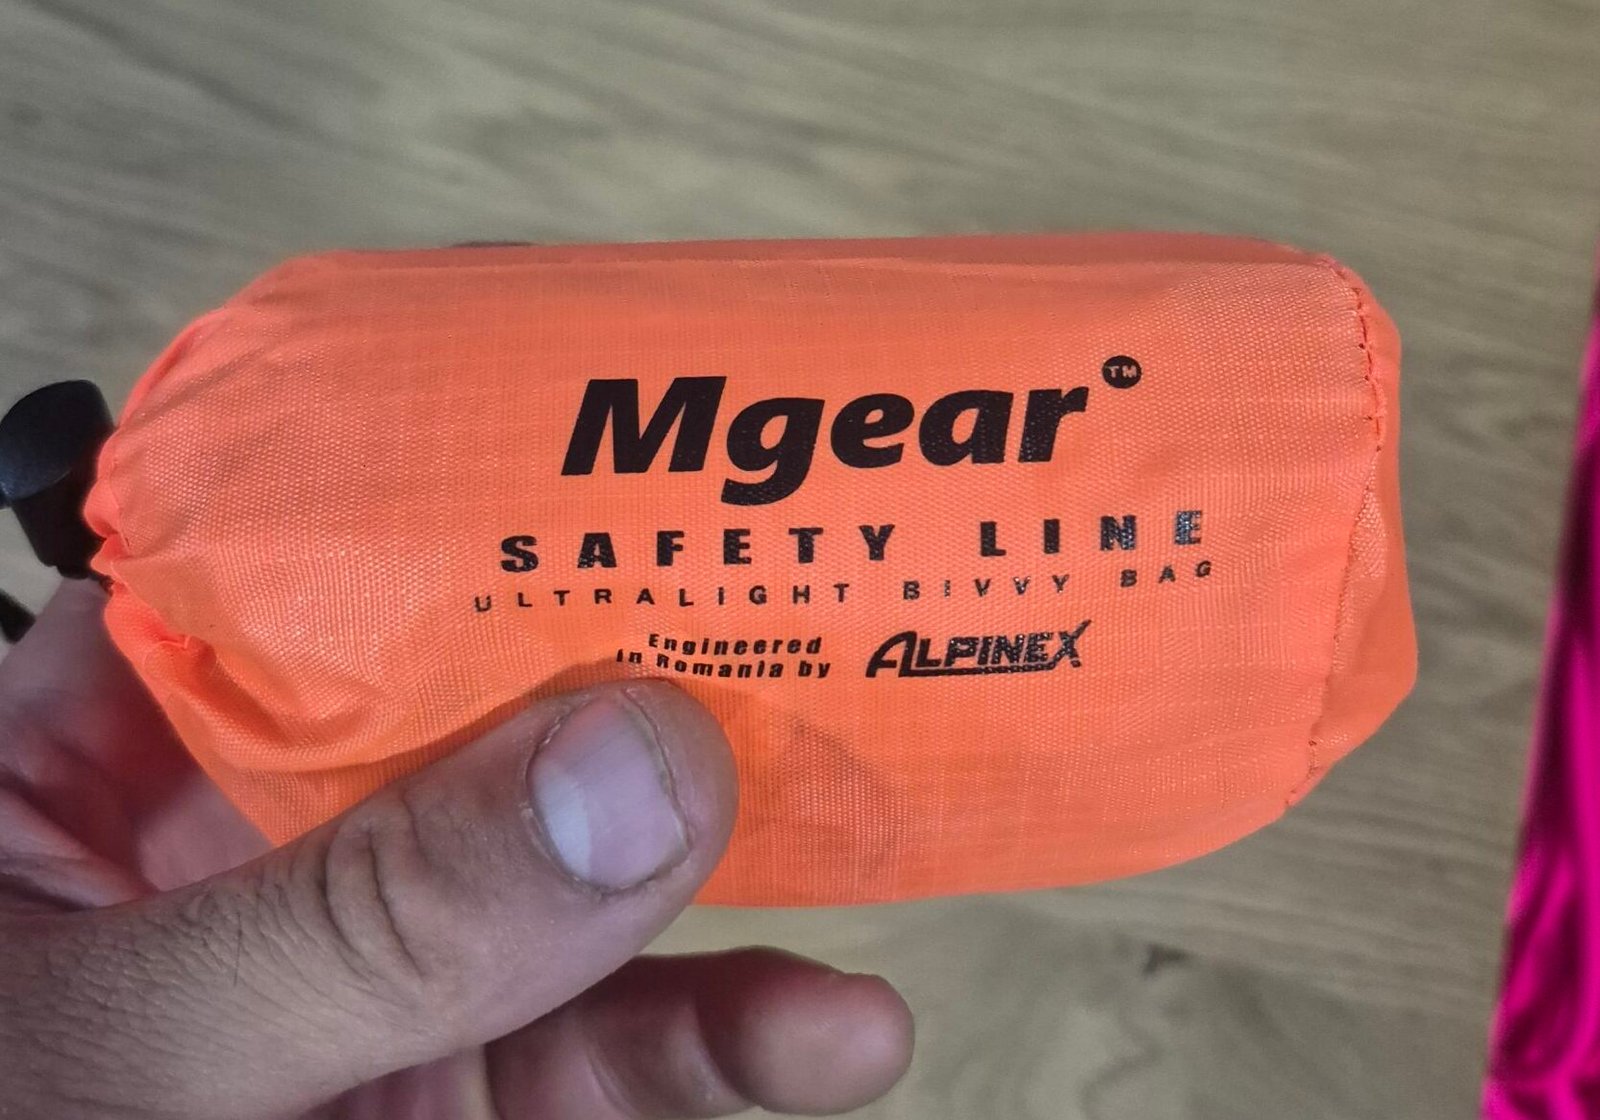 Mgear™
SAFETY LINE
ULTRALIGHT BIVVY BAG
Engineered
in Romania by
ALPINEX